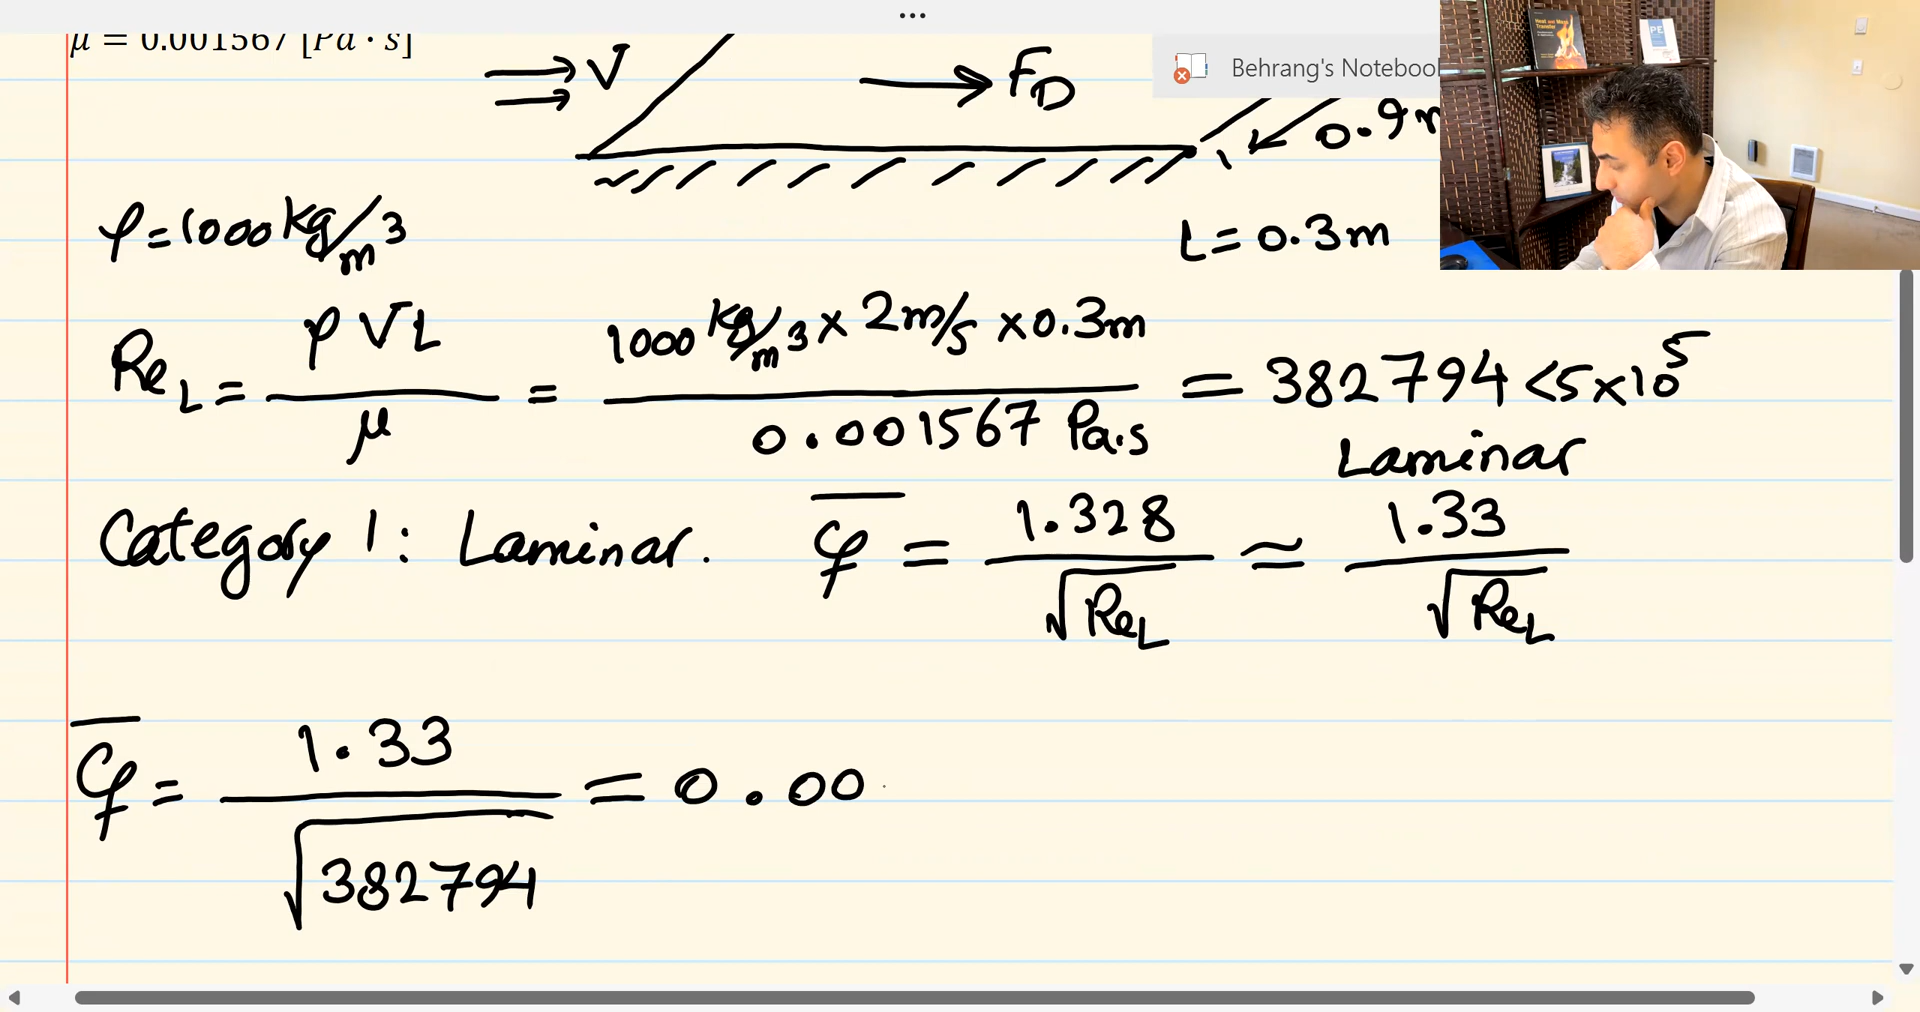 ...
μ = 0.001567 [Pa · s]
V
F_D
Behrang's Notebook
0.9 m
ρ = 1000 kg/m³
L = 0.3m
Re_L = ρVL/μ = (1000 kg/m³ × 2m/s × 0.3m)/(0.001567 Pa.s) = 382794 < 5×10⁵
Laminar
Category 1: Laminar. C̅f = 1.328/√Re_L ≈ 1.33/√Re_L
C̅f = 1.33/√382794 = 0.00